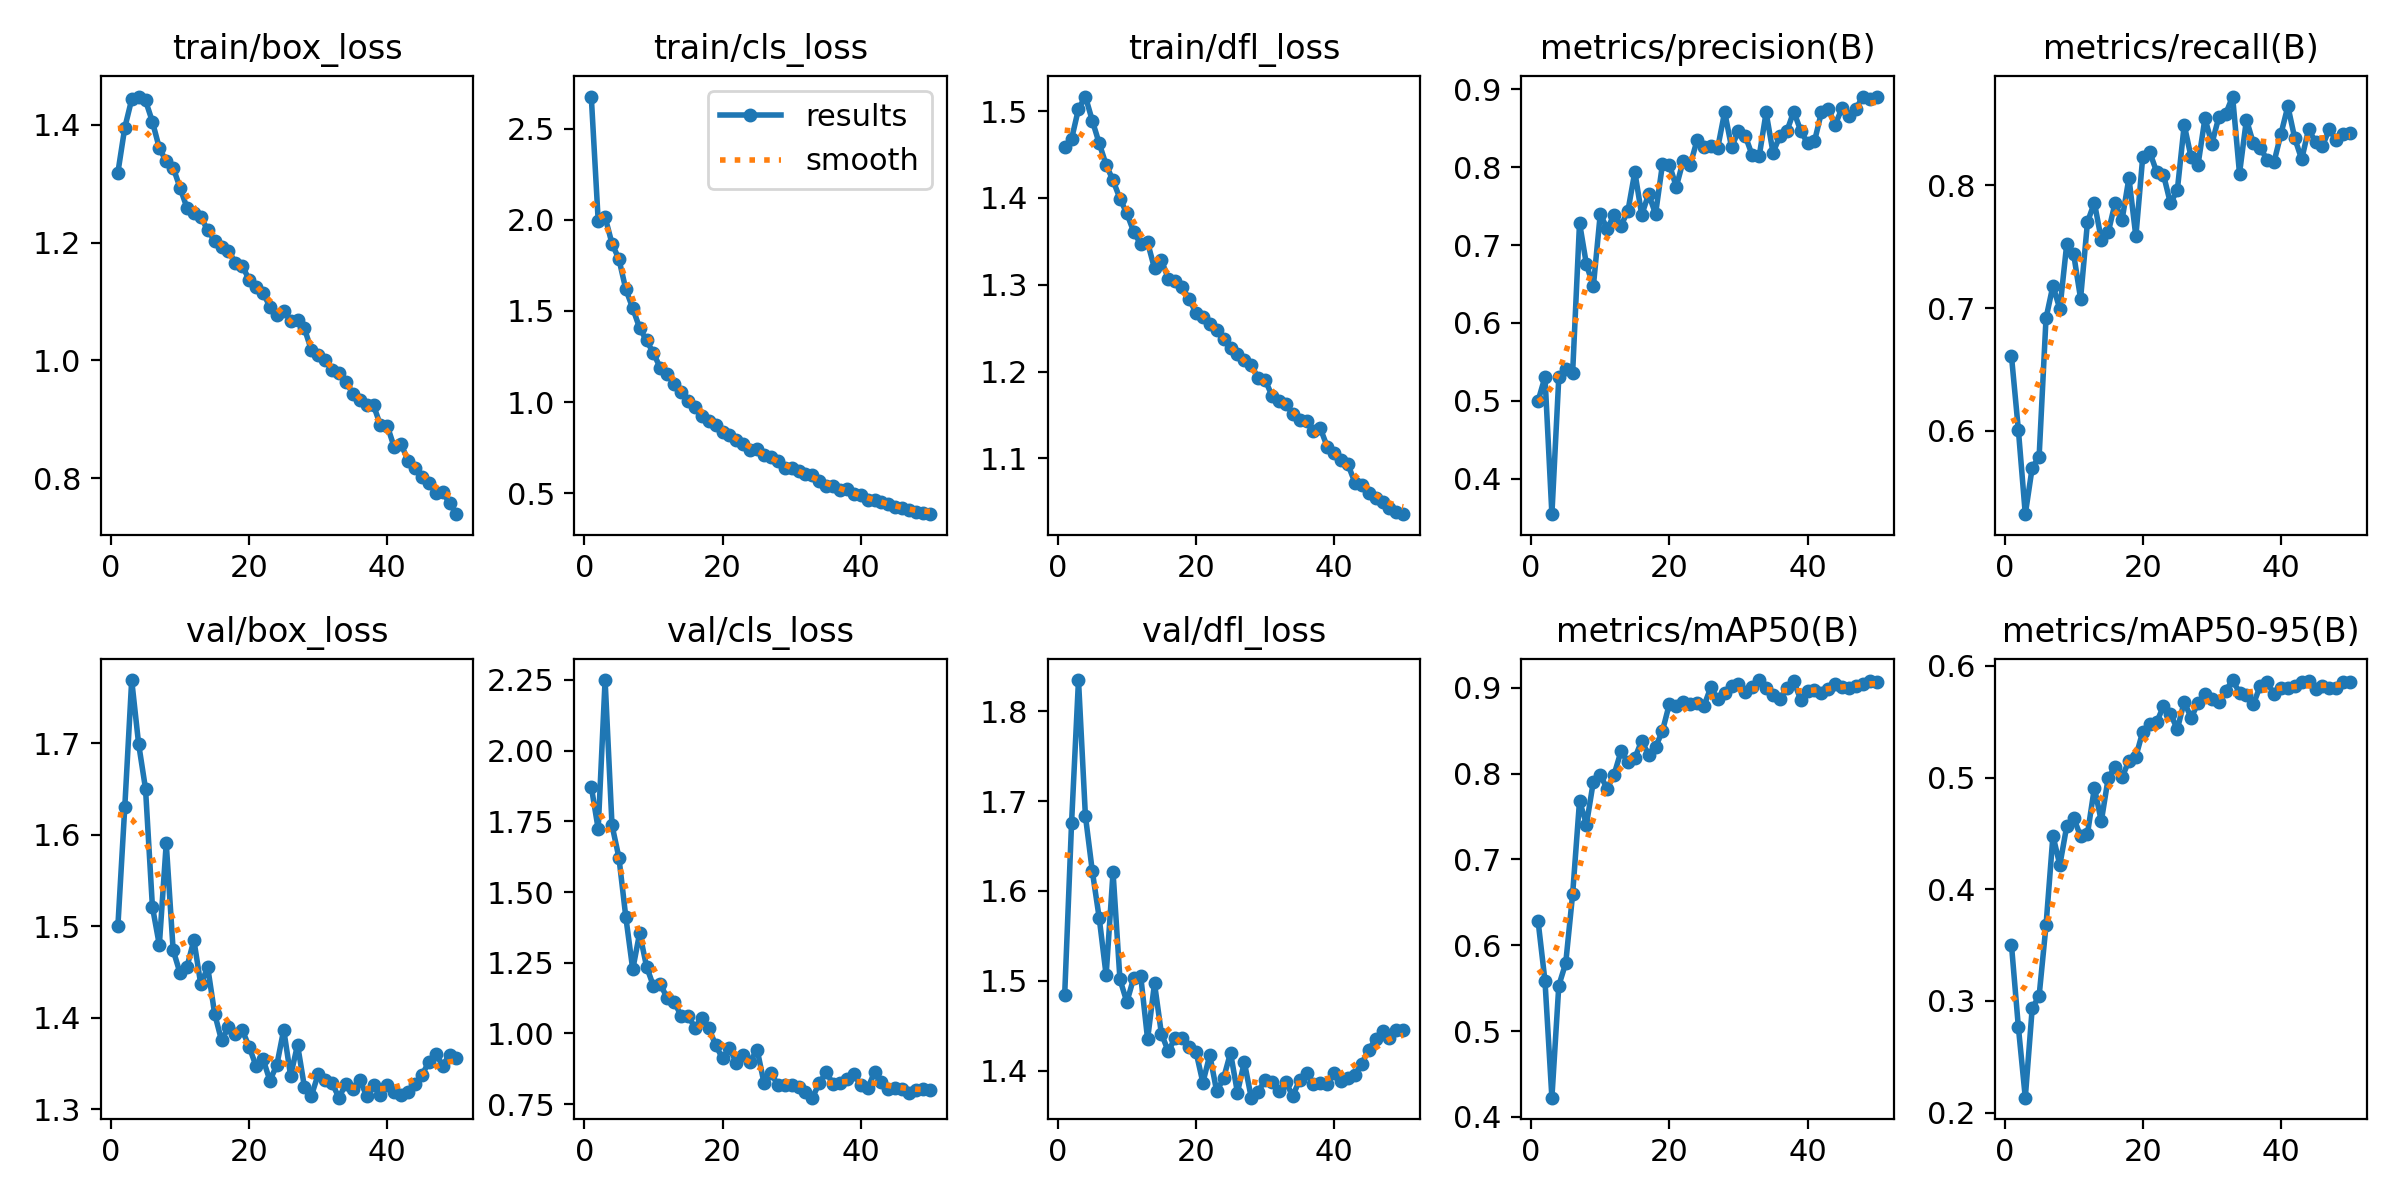 train/box_loss
1.4
1.2
1.0
0.8
0 20 40
train/cls_loss
results
smooth
2.5
2.0
1.5
1.0
0.5
0 20 40
train/dfl_loss
1.5
1.4
1.3
1.2
1.1
0 20 40
metrics/precision(B)
0.9
0.8
0.7
0.6
0.5
0.4
0 20 40
metrics/recall(B)
0.8
0.7
0.6
0 20 40
val/box_loss
1.7
1.6
1.5
1.4
1.3
0 20 40
val/cls_loss
2.25
2.00
1.75
1.50
1.25
1.00
0.75
0 20 40
val/dfl_loss
1.8
1.7
1.6
1.5
1.4
0 20 40
metrics/mAP50(B)
0.9
0.8
0.7
0.6
0.5
0.4
0 20 40
metrics/mAP50-95(B)
0.6
0.5
0.4
0.3
0.2
0 20 40